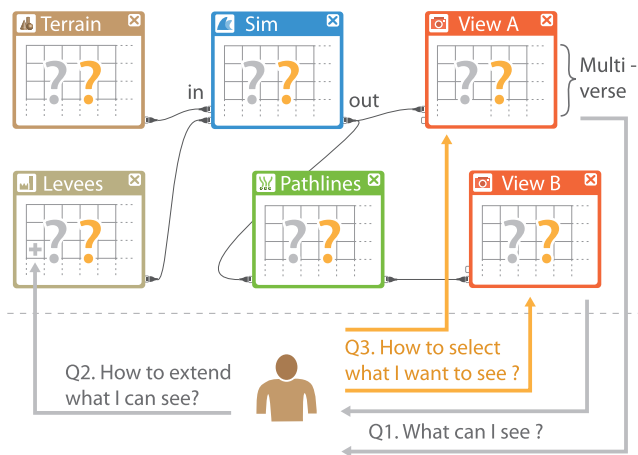 Terrain
Sim
View A
? ?
? ?
? ?
Multi -
verse
in
out
Levees
Pathlines
View B
? ?
? ?
? ?
Q3. How to select
what I want to see ?
Q2. How to extend
what I can see?
Q1. What can I see ?